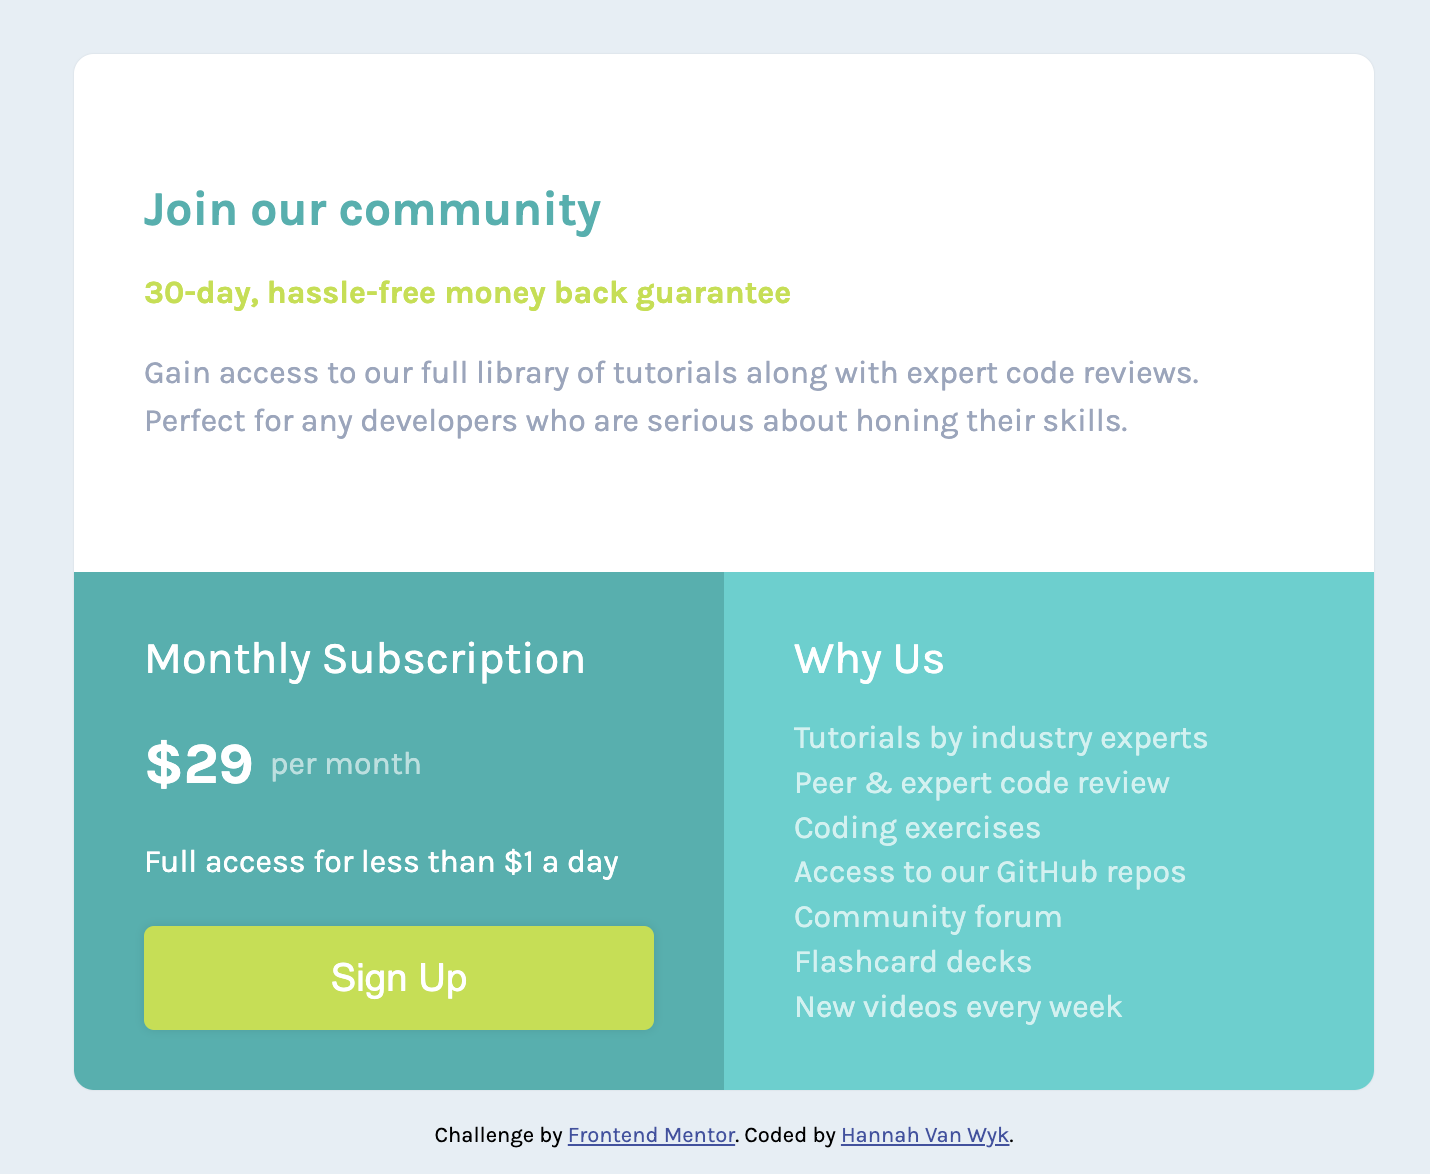 Join our community
30-day, hassle-free money back guarantee
Gain access to our full library of tutorials along with expert code reviews.
Perfect for any developers who are serious about honing their skills.
Monthly Subscription
$29 per month
Full access for less than $1 a day
Sign Up
Why Us
Tutorials by industry experts
Peer & expert code review
Coding exercises
Access to our GitHub repos
Community forum
Flashcard decks
New videos every week
Challenge by Frontend Mentor. Coded by Hannah Van Wyk.